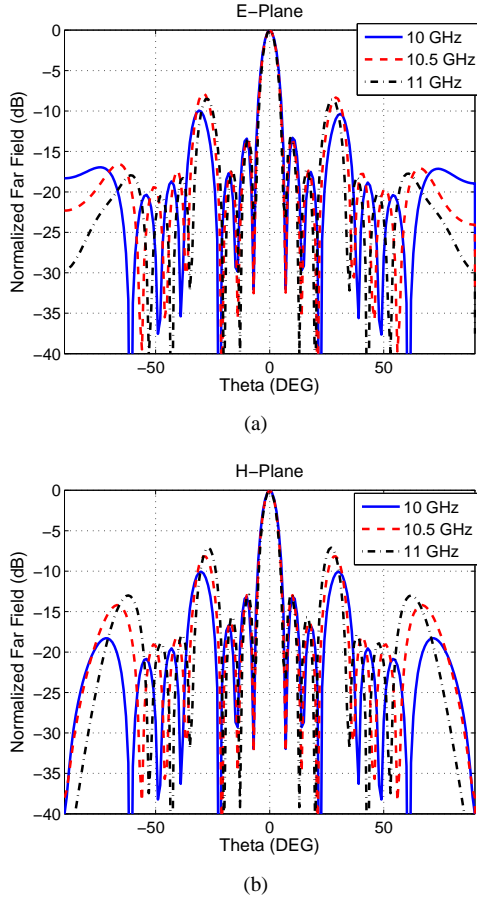 E−Plane
10 GHz
10.5 GHz
11 GHz
0
−5
−10
−15
−20
−25
−30
−35
−40
Normalized Far Field (dB)
−50
0
50
Theta (DEG)
(a)
H−Plane
10 GHz
10.5 GHz
11 GHz
0
−5
−10
−15
−20
−25
−30
−35
−40
Normalized Far Field (dB)
−50
0
50
Theta (DEG)
(b)